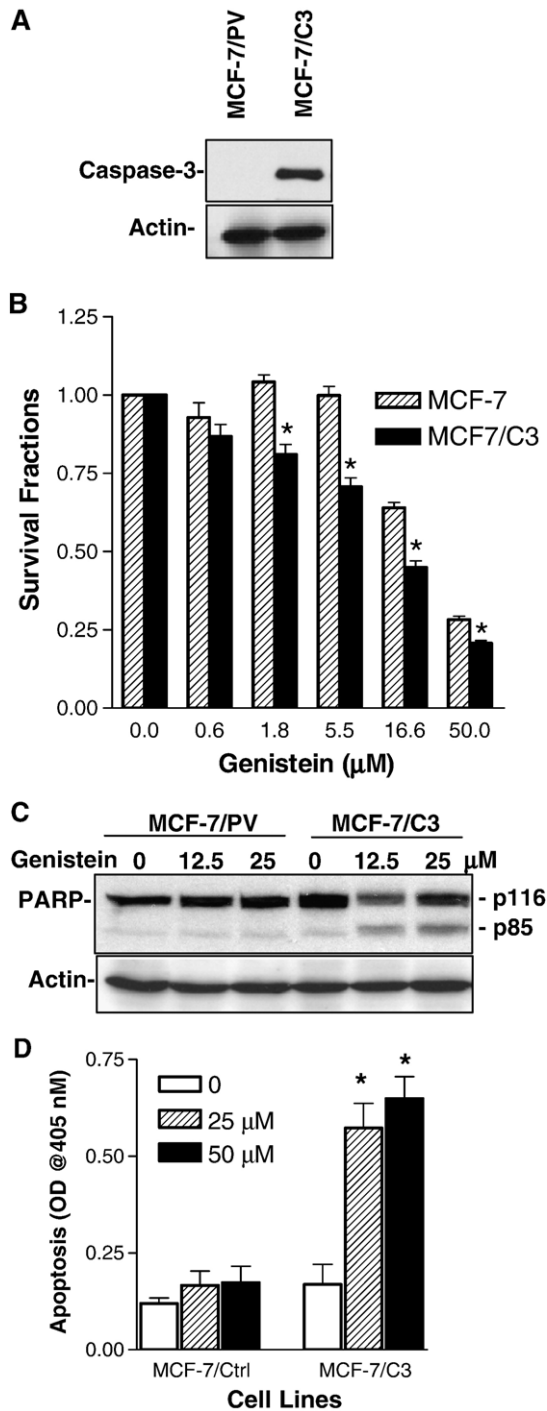 A
MCF-7/PV
MCF-7/C3
Caspase-3-
Actin-
B
1.25
1.00
0.75
0.50
0.25
0.00
Survival Fractions
MCF-7
MCF7/C3
*
*
*
*
0.0 0.6 1.8 5.5 16.6 50.0
Genistein (μM)
C
MCF-7/PV MCF-7/C3
Genistein 0 12.5 25 0 12.5 25 μM
PARP-
- p116
- p85
Actin-
D
0.75
0.50
0.25
0.00
Apoptosis (OD @405 nM)
0
25 μM
50 μM
* *
MCF-7/Ctrl MCF-7/C3
Cell Lines